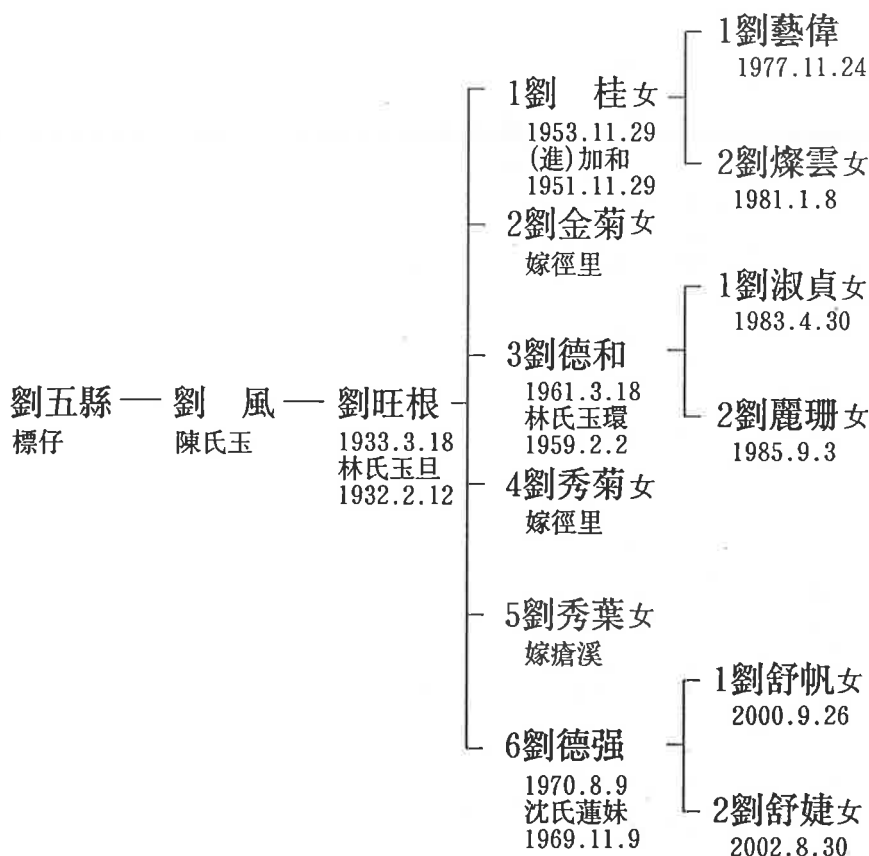 劉五縣
標仔
劉　風
陳氏玉
劉旺根
1933.3.18
林氏玉旦
1932.2.12
1劉　桂女
1953.11.29
(進)加和
1951.11.29
1劉藝偉
1977.11.24
2劉燦雲女
1981.1.8
2劉金菊女
嫁徑里
3劉德和
1961.3.18
林氏玉環
1959.2.2
1劉淑貞女
1983.4.30
2劉麗珊女
1985.9.3
4劉秀菊女
嫁徑里
5劉秀葉女
嫁瘡溪
6劉德强
1970.8.9
沈氏蓮妹
1969.11.9
1劉舒帆女
2000.9.26
2劉舒婕女
2002.8.30